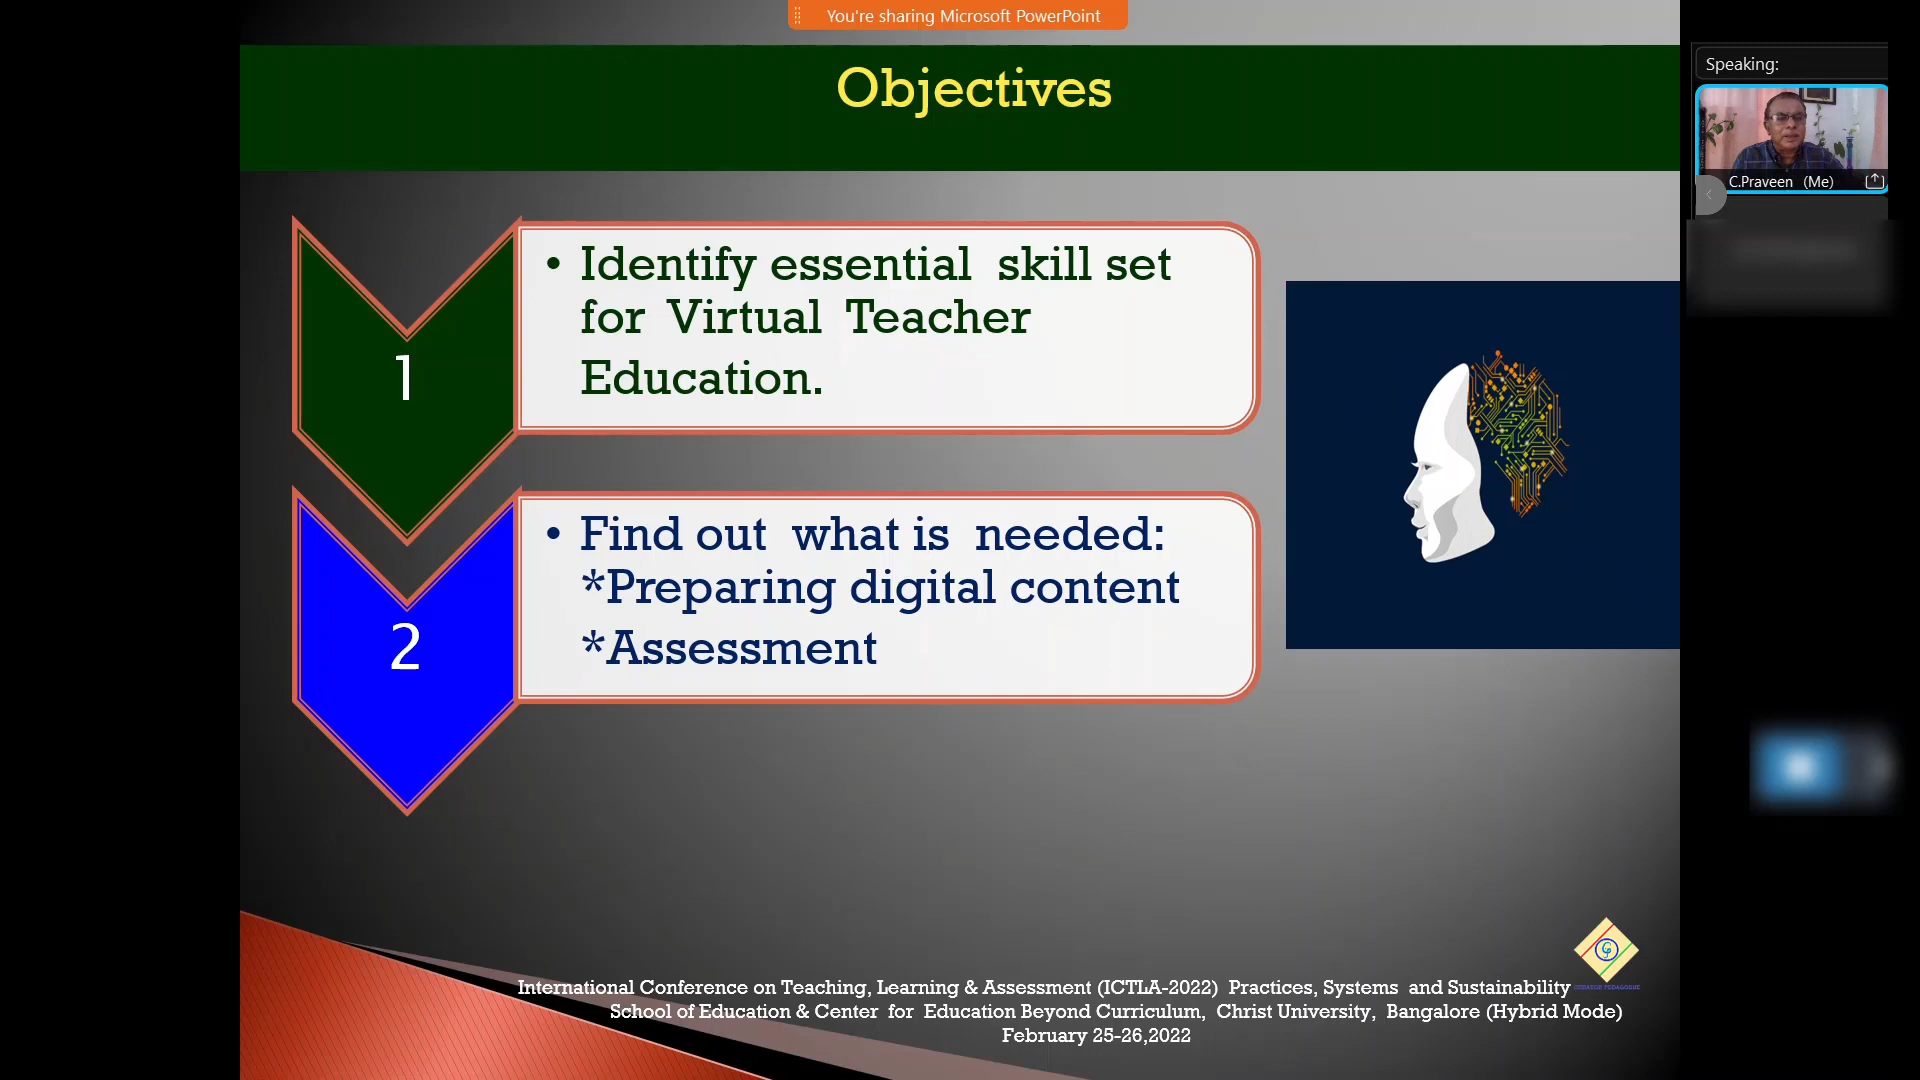 You're sharing Microsoft PowerPoint
Objectives
Speaking:
C.Praveen (Me)
1
• Identify essential skill set
for Virtual Teacher
Education.
2
• Find out what is needed:
*Preparing digital content
*Assessment
International Conference on Teaching, Learning & Assessment (ICTLA-2022) Practices, Systems and Sustainability
School of Education & Center for Education Beyond Curriculum, Christ University, Bangalore (Hybrid Mode)
February 25-26,2022